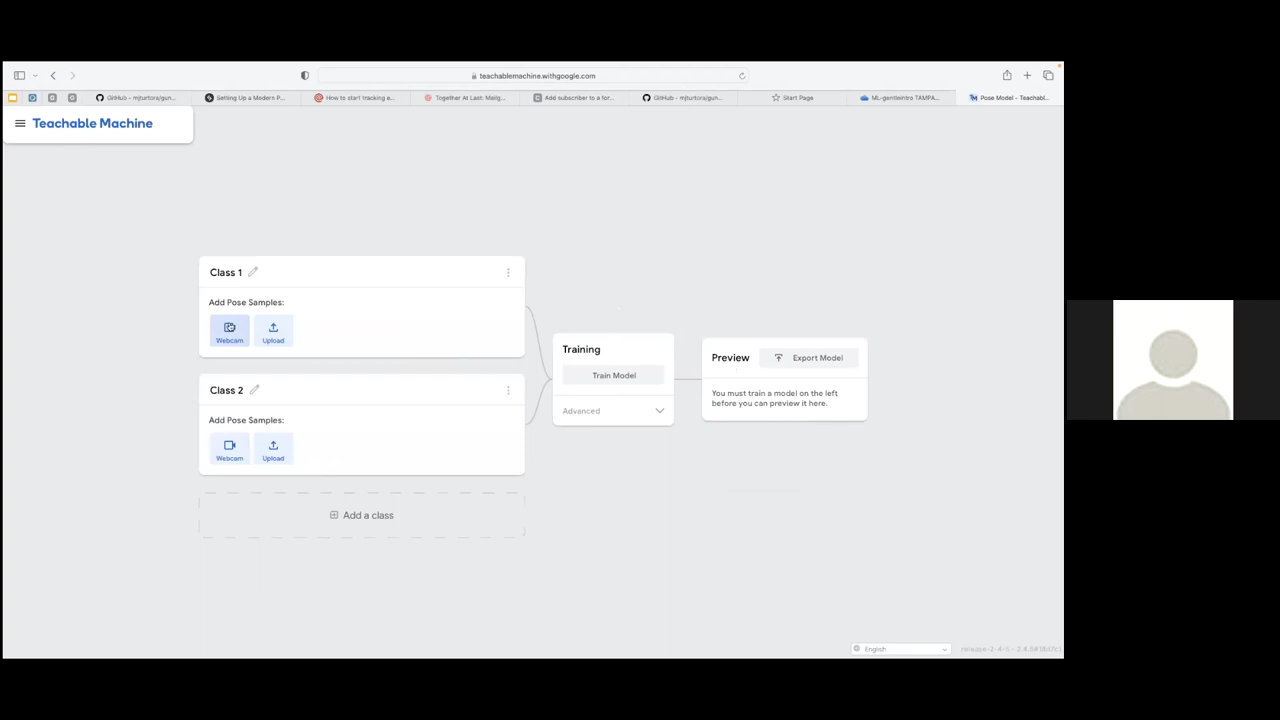 teachablemachine.withgoogle.com
GitHub - mjturtora/gun...
Setting Up a Modern P...
How to start tracking e...
Together At Last: Mailg...
Add subscriber to a for...
GitHub - mjturtora/gun...
Start Page
ML-gentleintro TAMPA...
Pose Model - Teachabl...
Teachable Machine
Class 1
Add Pose Samples:
Webcam
Upload
Class 2
Add Pose Samples:
Webcam
Upload
Add a class
Training
Train Model
Advanced
Preview
Export Model
You must train a model on the left
before you can preview it here.
English